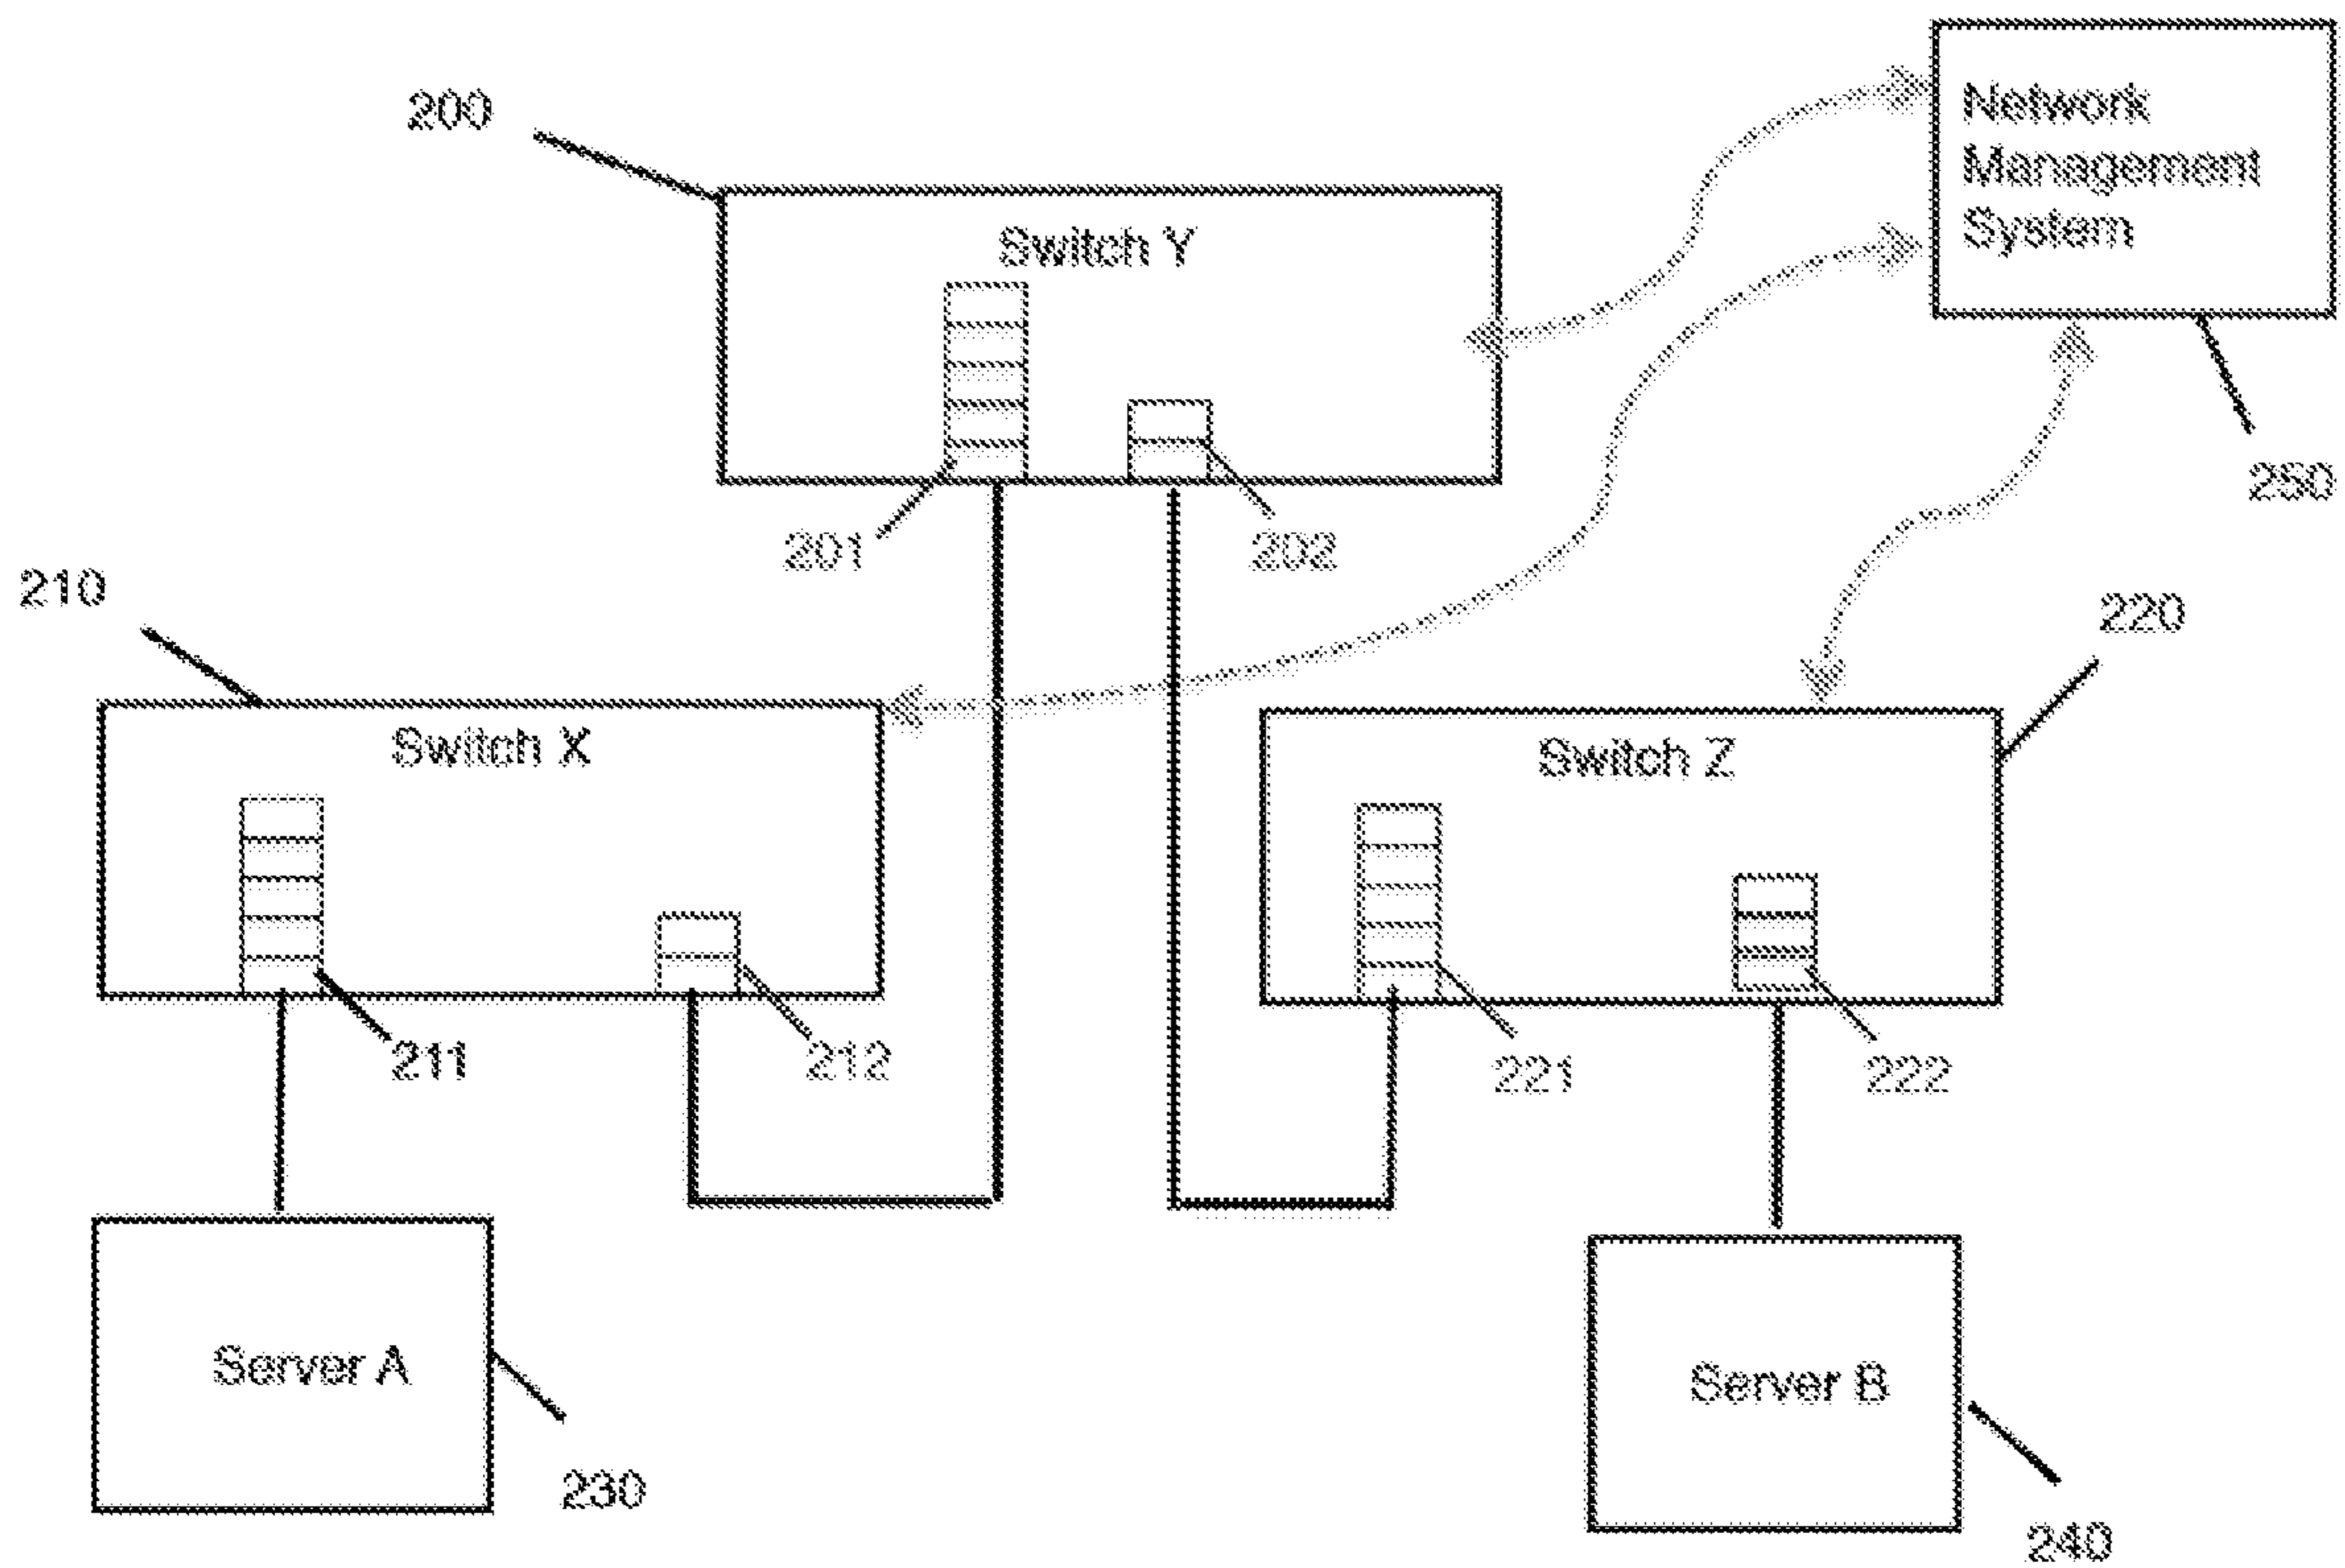 200
Network
Management
System
Switch Y
250
201
202
210
220
Switch X
Switch Z
211
212
221
222
Server A
Server B
230
240